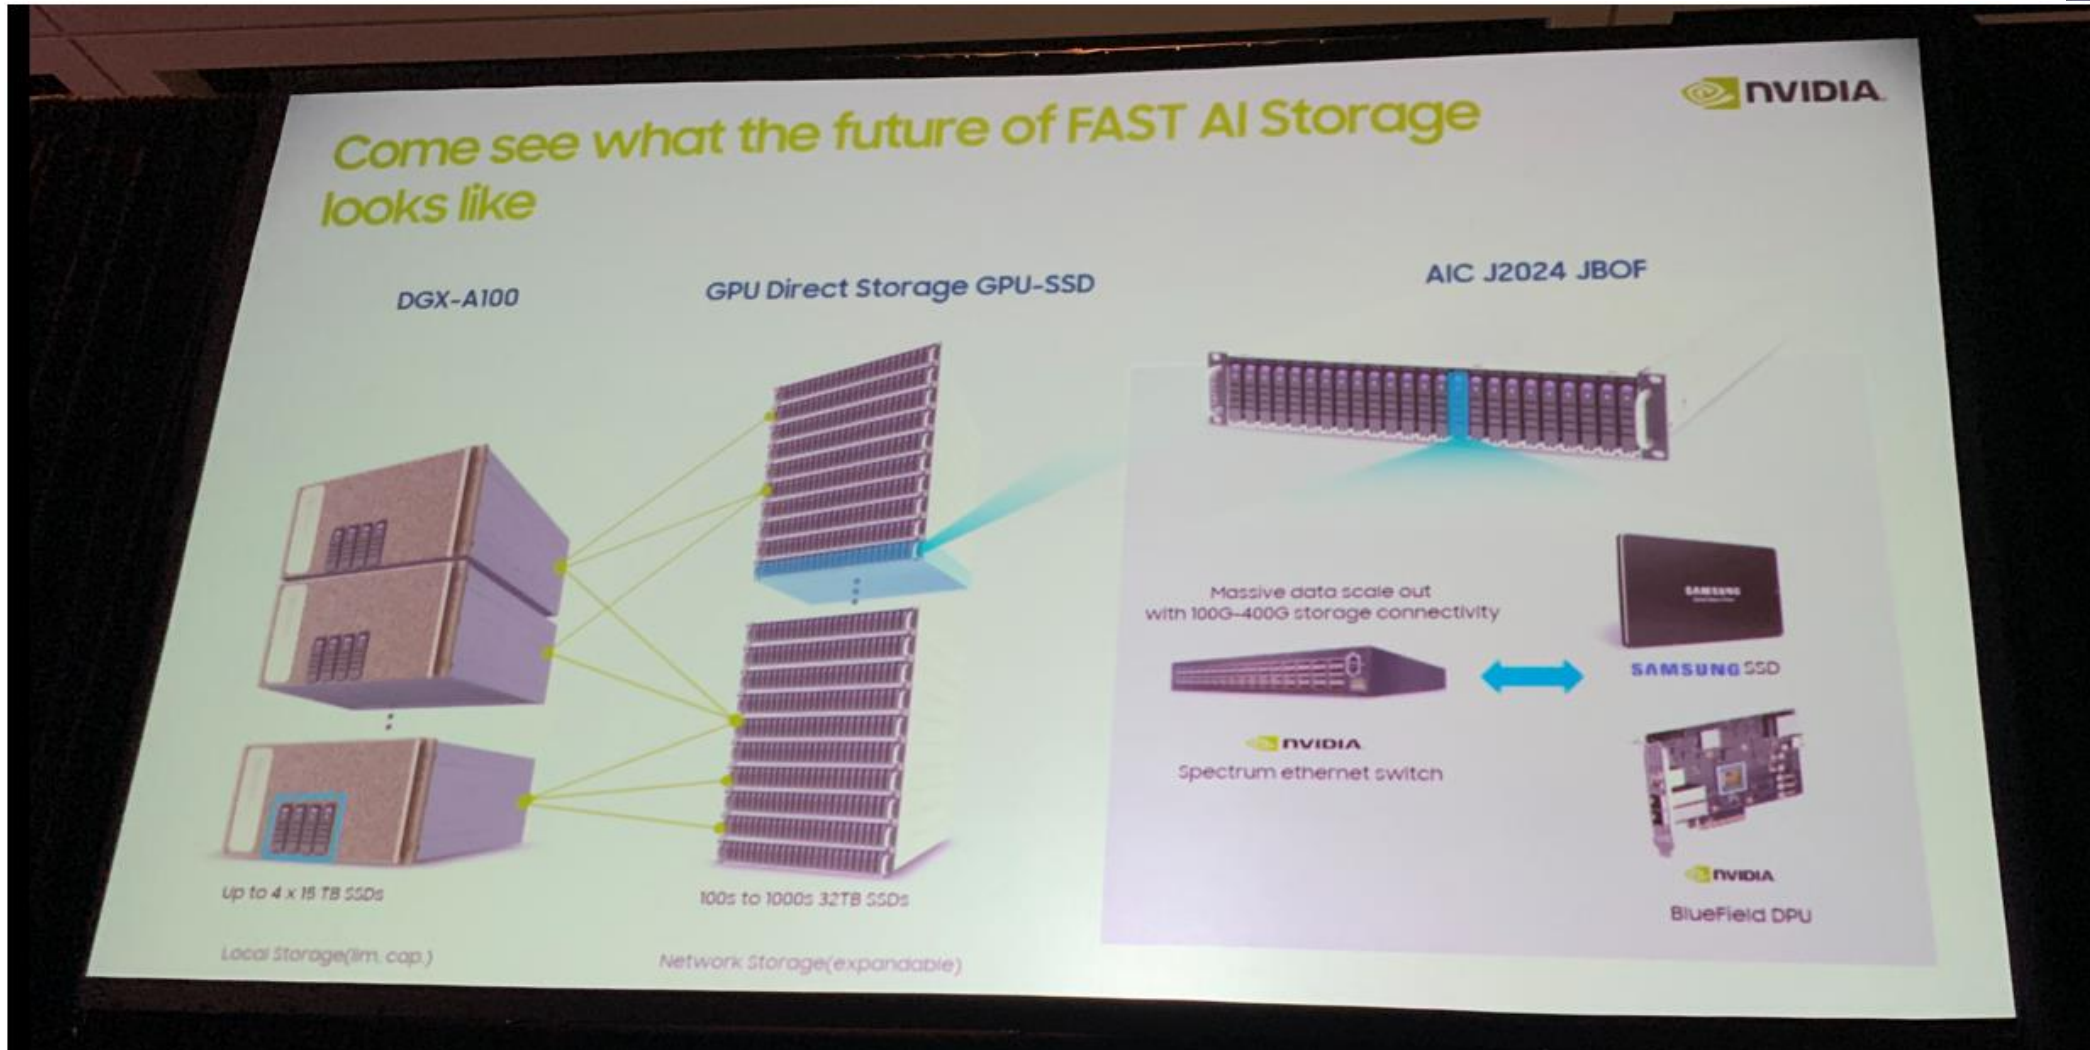 Come see what the future of FAST AI Storage
looks like
NVIDIA
DGX-A100
GPU Direct Storage GPU-SSD
AIC J2024 JBOF
Massive data scale out
with 100G-400G storage connectivity
NVIDIA
Spectrum ethernet switch
SAMSUNG
SAMSUNG SSD
NVIDIA
BlueField DPU
Up to 4 x 15 TB SSDs
Local Storage(lim. cap.)
100s to 1000s 32TB SSDs
Network Storage(expandable)